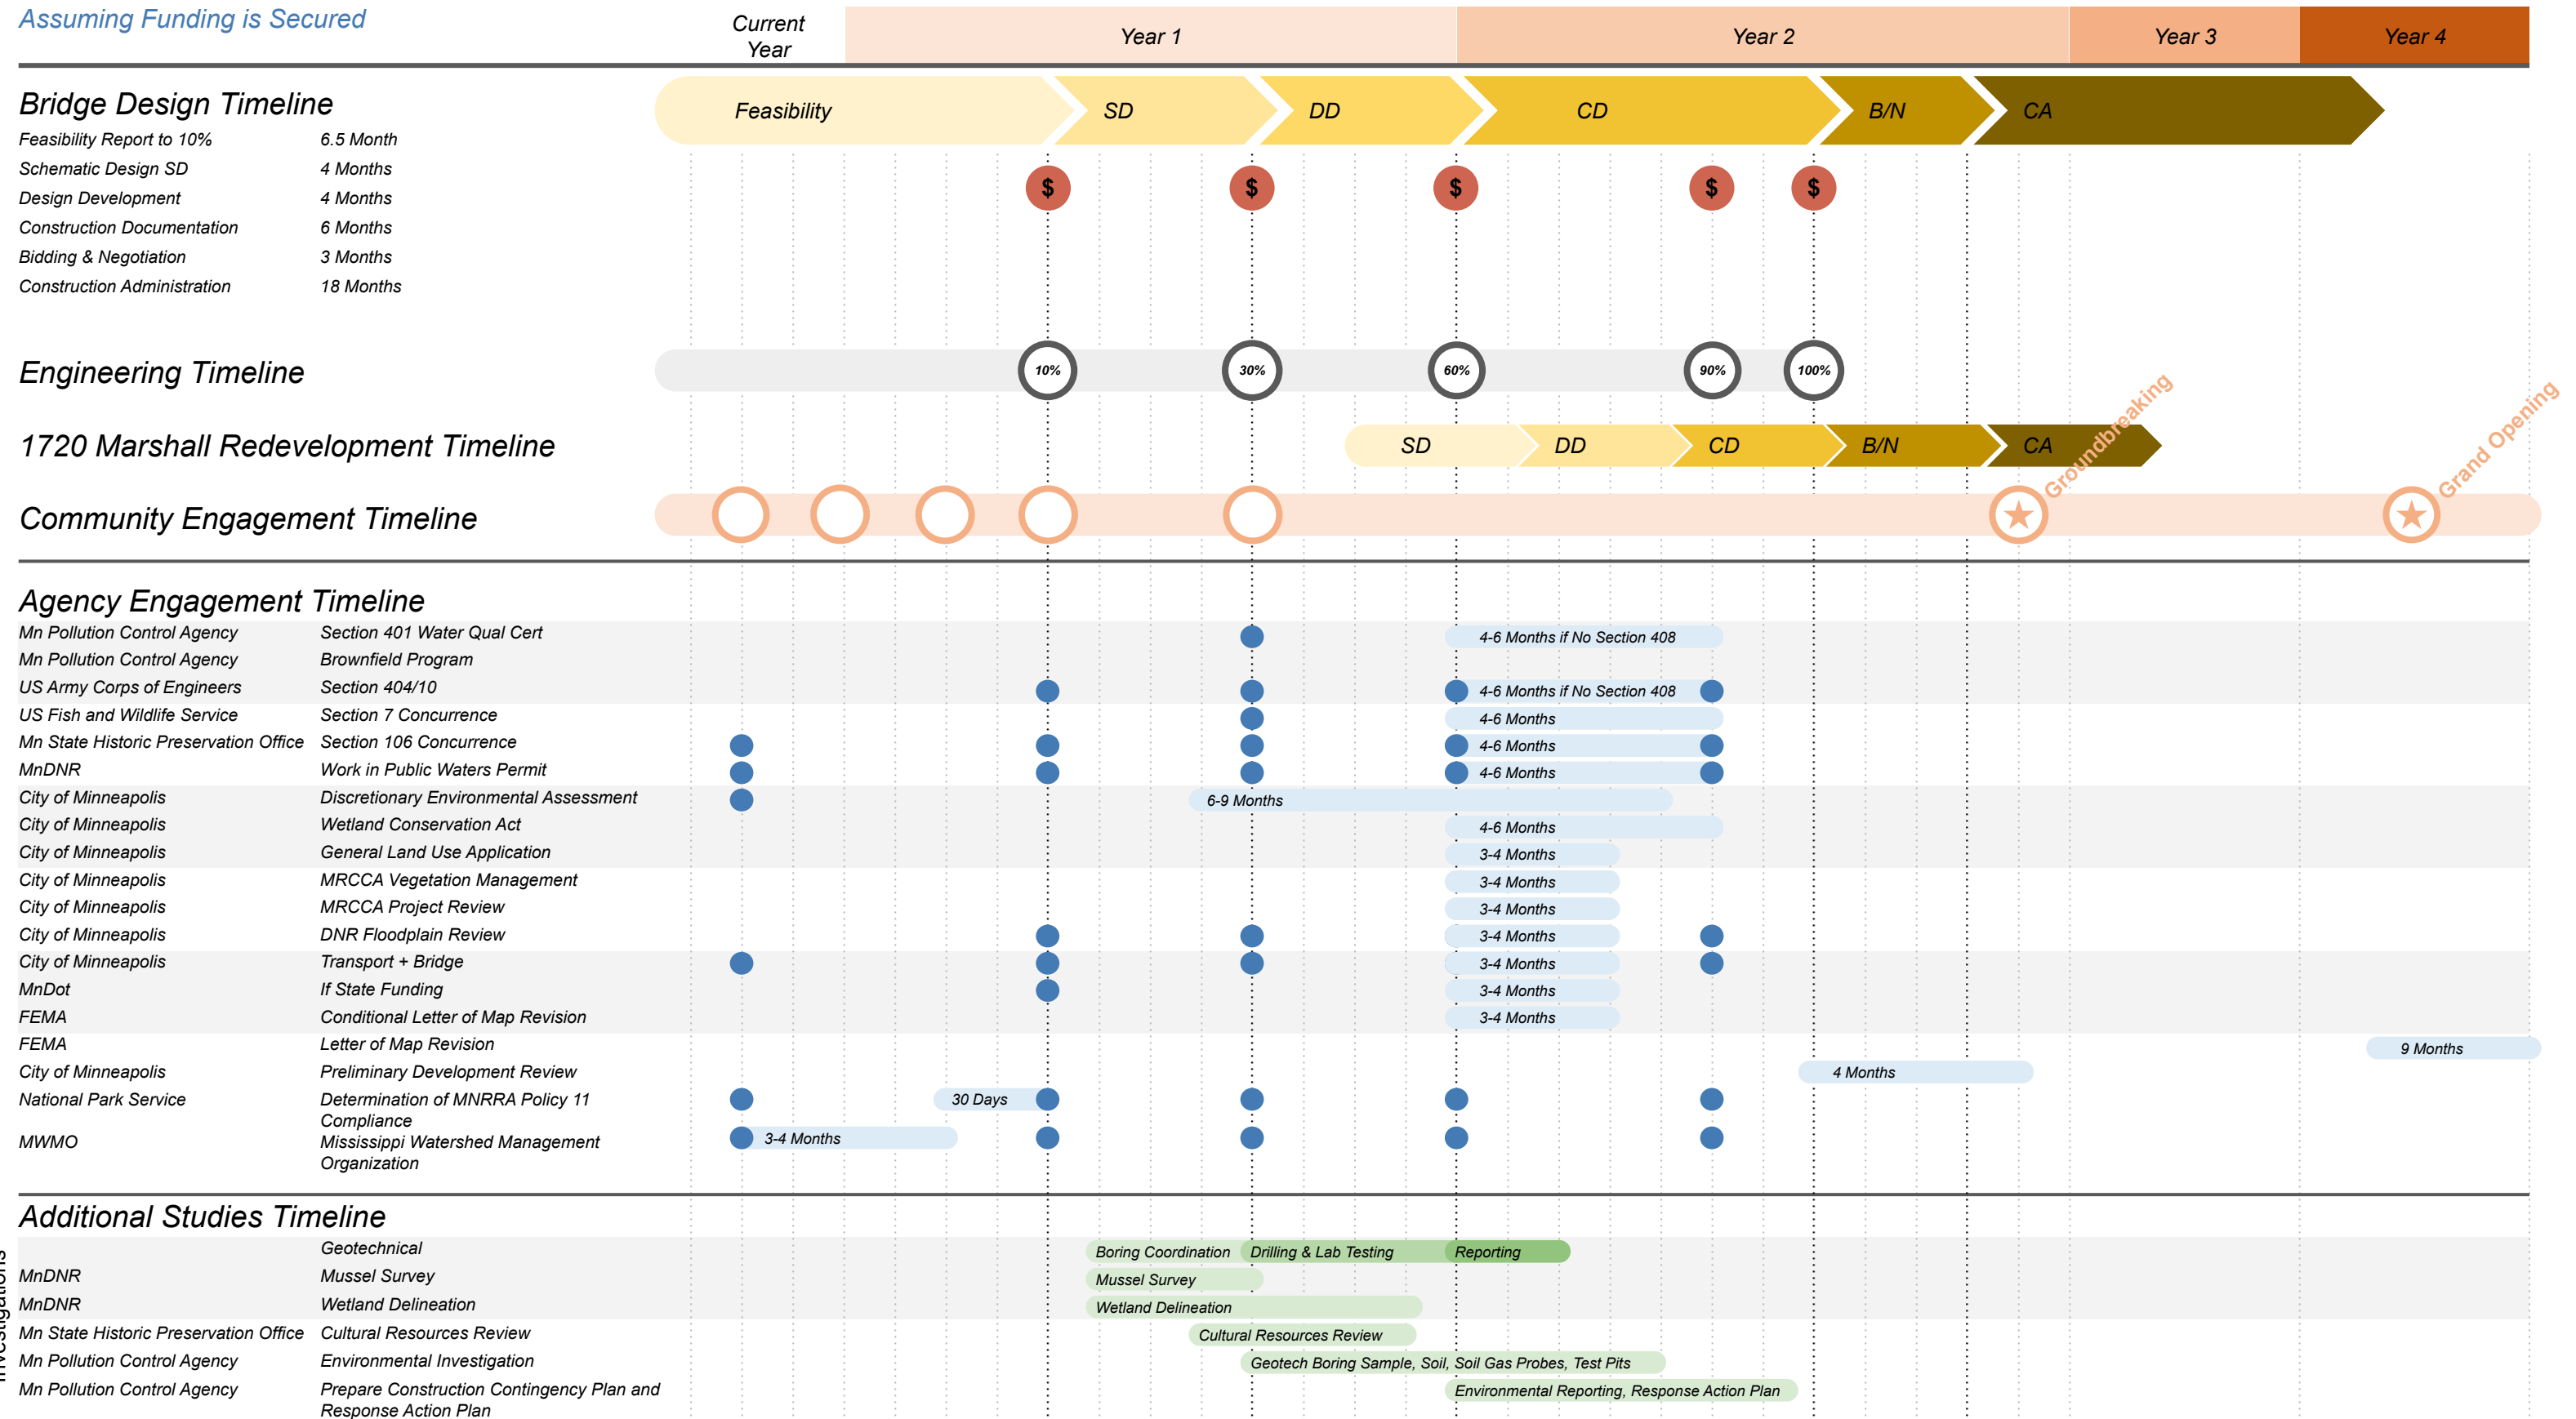 Assuming Funding is Secured
Current
Year
Year 1
Year 2
Year 3
Year 4
Bridge Design Timeline
Feasibility
SD
DD
CD
B/N
CA
Feasibility Report to 10% 6.5 Month
Schematic Design SD 4 Months
Design Development 4 Months
Construction Documentation 6 Months
Bidding & Negotiation 3 Months
Construction Administration 18 Months
$ $ $ $ $
Engineering Timeline
10% 30% 60% 90% 100%
1720 Marshall Redevelopment Timeline
SD
DD
CD
B/N
CA
Groundbreaking
Grand Opening
Community Engagement Timeline
Agency Engagement Timeline
Mn Pollution Control Agency Section 401 Water Qual Cert 4-6 Months if No Section 408
Mn Pollution Control Agency Brownfield Program
US Army Corps of Engineers Section 404/10 4-6 Months if No Section 408
US Fish and Wildlife Service Section 7 Concurrence 4-6 Months
Mn State Historic Preservation Office Section 106 Concurrence 4-6 Months
MnDNR Work in Public Waters Permit 4-6 Months
City of Minneapolis Discretionary Environmental Assessment 6-9 Months
City of Minneapolis Wetland Conservation Act 4-6 Months
City of Minneapolis General Land Use Application 3-4 Months
City of Minneapolis MRCCA Vegetation Management 3-4 Months
City of Minneapolis MRCCA Project Review 3-4 Months
City of Minneapolis DNR Floodplain Review 3-4 Months
City of Minneapolis Transport + Bridge 3-4 Months
MnDot If State Funding 3-4 Months
FEMA Conditional Letter of Map Revision 3-4 Months
FEMA Letter of Map Revision 9 Months
City of Minneapolis Preliminary Development Review 4 Months
National Park Service Determination of MNRRA Policy 11 30 Days
Compliance
MWMO Mississippi Watershed Management 3-4 Months
Organization
Additional Studies Timeline
Geotechnical Boring Coordination Drilling & Lab Testing Reporting
MnDNR Mussel Survey Mussel Survey
MnDNR Wetland Delineation Wetland Delineation
Mn State Historic Preservation Office Cultural Resources Review Cultural Resources Review
Mn Pollution Control Agency Environmental Investigation Geotech Boring Sample, Soil, Soil Gas Probes, Test Pits
Mn Pollution Control Agency Prepare Construction Contingency Plan and Environmental Reporting, Response Action Plan
Response Action Plan